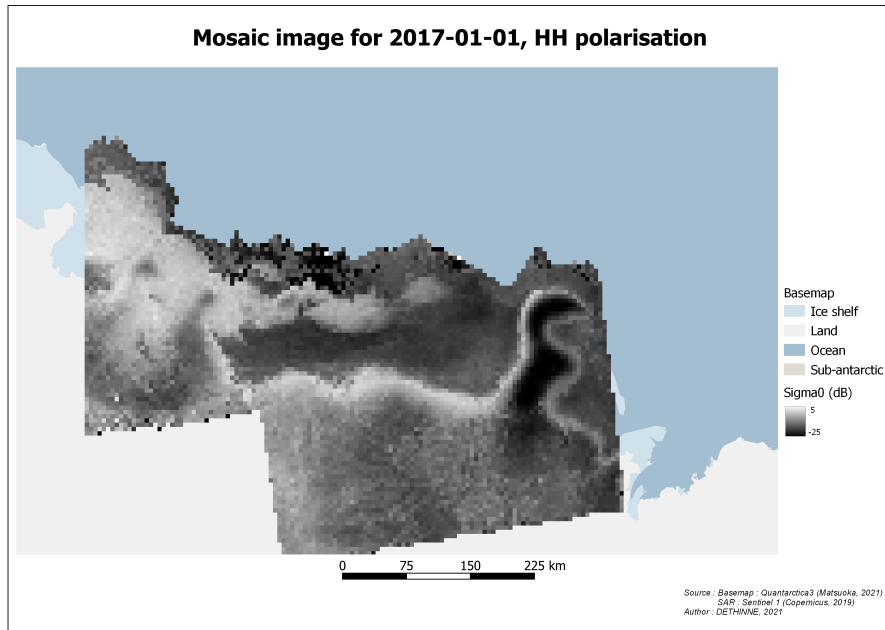 Mosaic image for 2017-01-01, HH polarisation
Basemap
Ice shelf
Land
Ocean
Sub-antarctic
Sigma0 (dB)
5
-25
0 75 150 225 km
Source : Basemap : Quantarctica3 (Matsuoka, 2021)
SAR : Sentinel 1 (Copernicus, 2019)
Author : DETHINNE, 2021